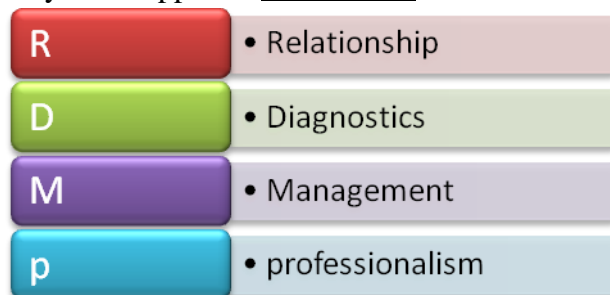 R • Relationship
D • Diagnostics
M • Management
p • professionalism